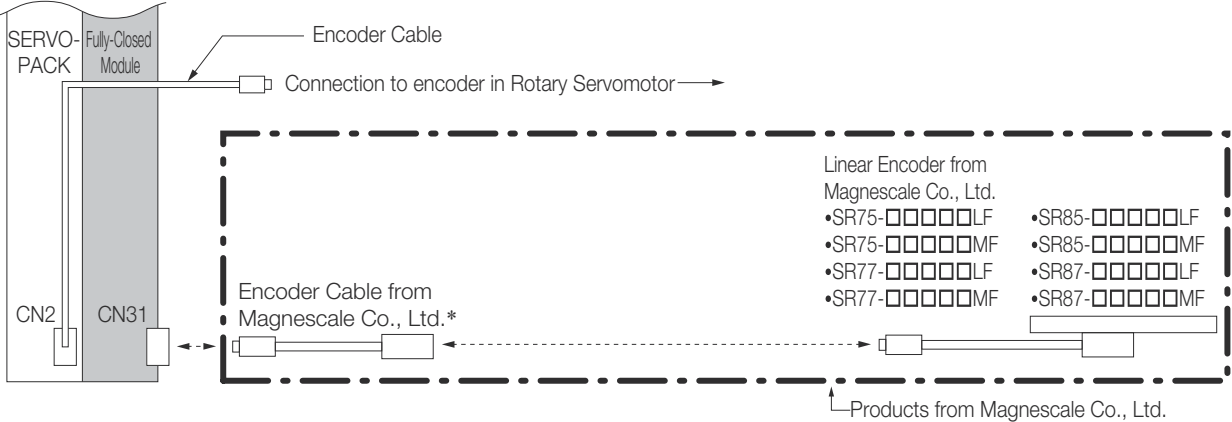 SERVO-
PACK
Fully-Closed
Module
Encoder Cable
Connection to encoder in Rotary Servomotor
Linear Encoder from
Magnescale Co., Ltd.
•SR75-□□□□□LF
•SR75-□□□□□MF
•SR77-□□□□□LF
•SR77-□□□□□MF
•SR85-□□□□□LF
•SR85-□□□□□MF
•SR87-□□□□□LF
•SR87-□□□□□MF
CN2
CN31
Encoder Cable from
Magnescale Co., Ltd.*
Products from Magnescale Co., Ltd.